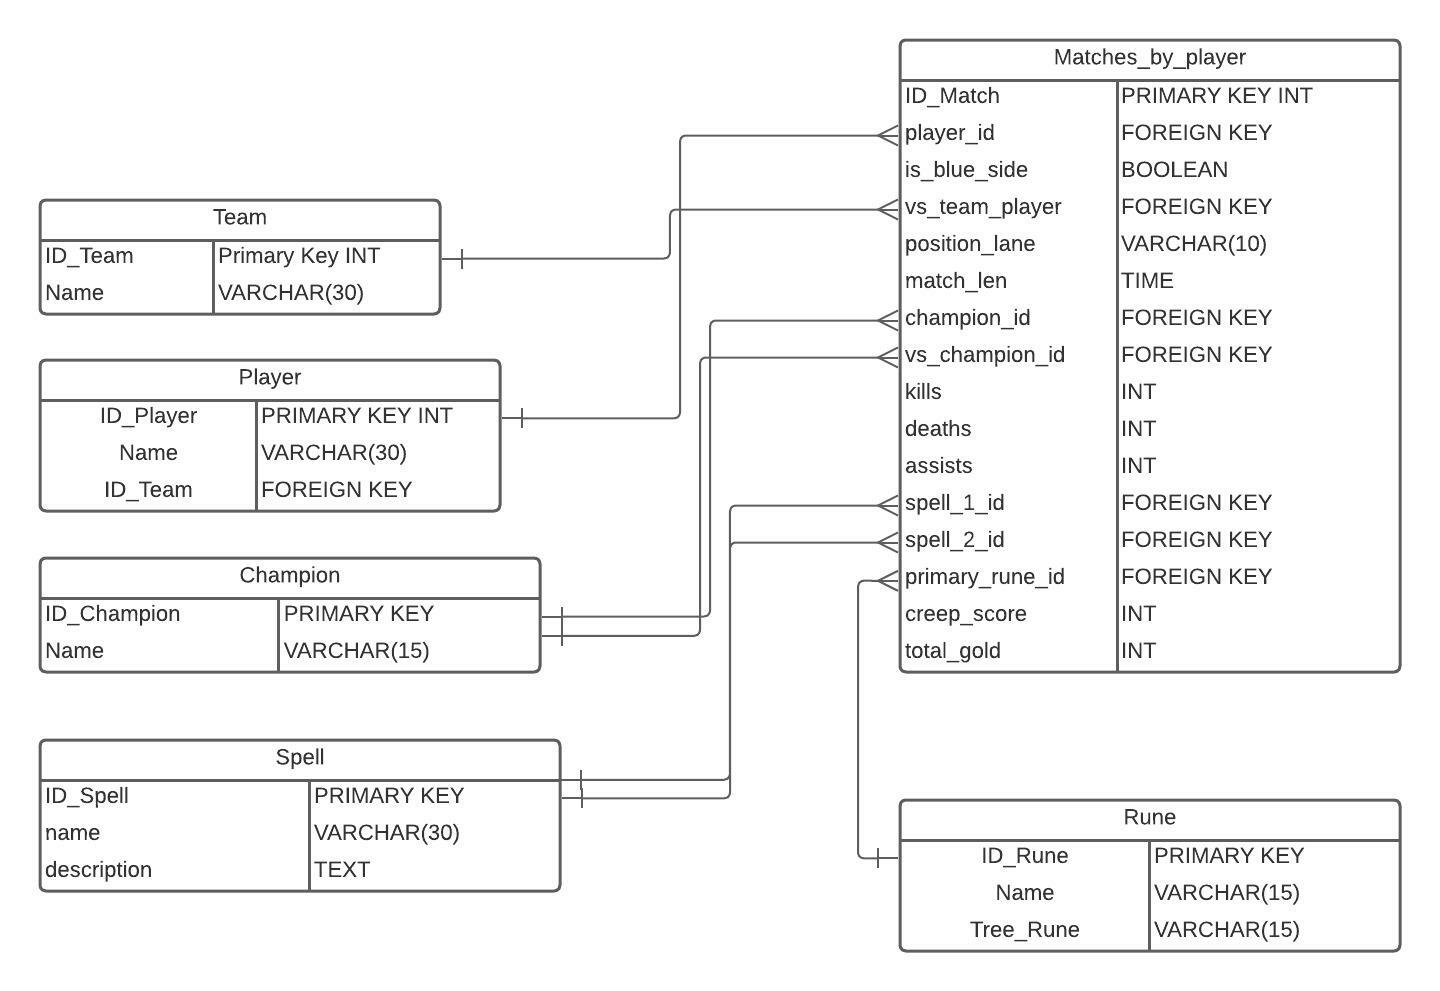 Matches_by_player
ID_Match PRIMARY KEY INT
player_id FOREIGN KEY
is_blue_side BOOLEAN
vs_team_player FOREIGN KEY
position_lane VARCHAR(10)
match_len TIME
champion_id FOREIGN KEY
vs_champion_id FOREIGN KEY
kills INT
deaths INT
assists INT
spell_1_id FOREIGN KEY
spell_2_id FOREIGN KEY
primary_rune_id FOREIGN KEY
creep_score INT
total_gold INT
Team
ID_Team Primary Key INT
Name VARCHAR(30)
Player
ID_Player PRIMARY KEY INT
Name VARCHAR(30)
ID_Team FOREIGN KEY
Champion
ID_Champion PRIMARY KEY
Name VARCHAR(15)
Spell
ID_Spell PRIMARY KEY
name VARCHAR(30)
description TEXT
Rune
ID_Rune PRIMARY KEY
Name VARCHAR(15)
Tree_Rune VARCHAR(15)